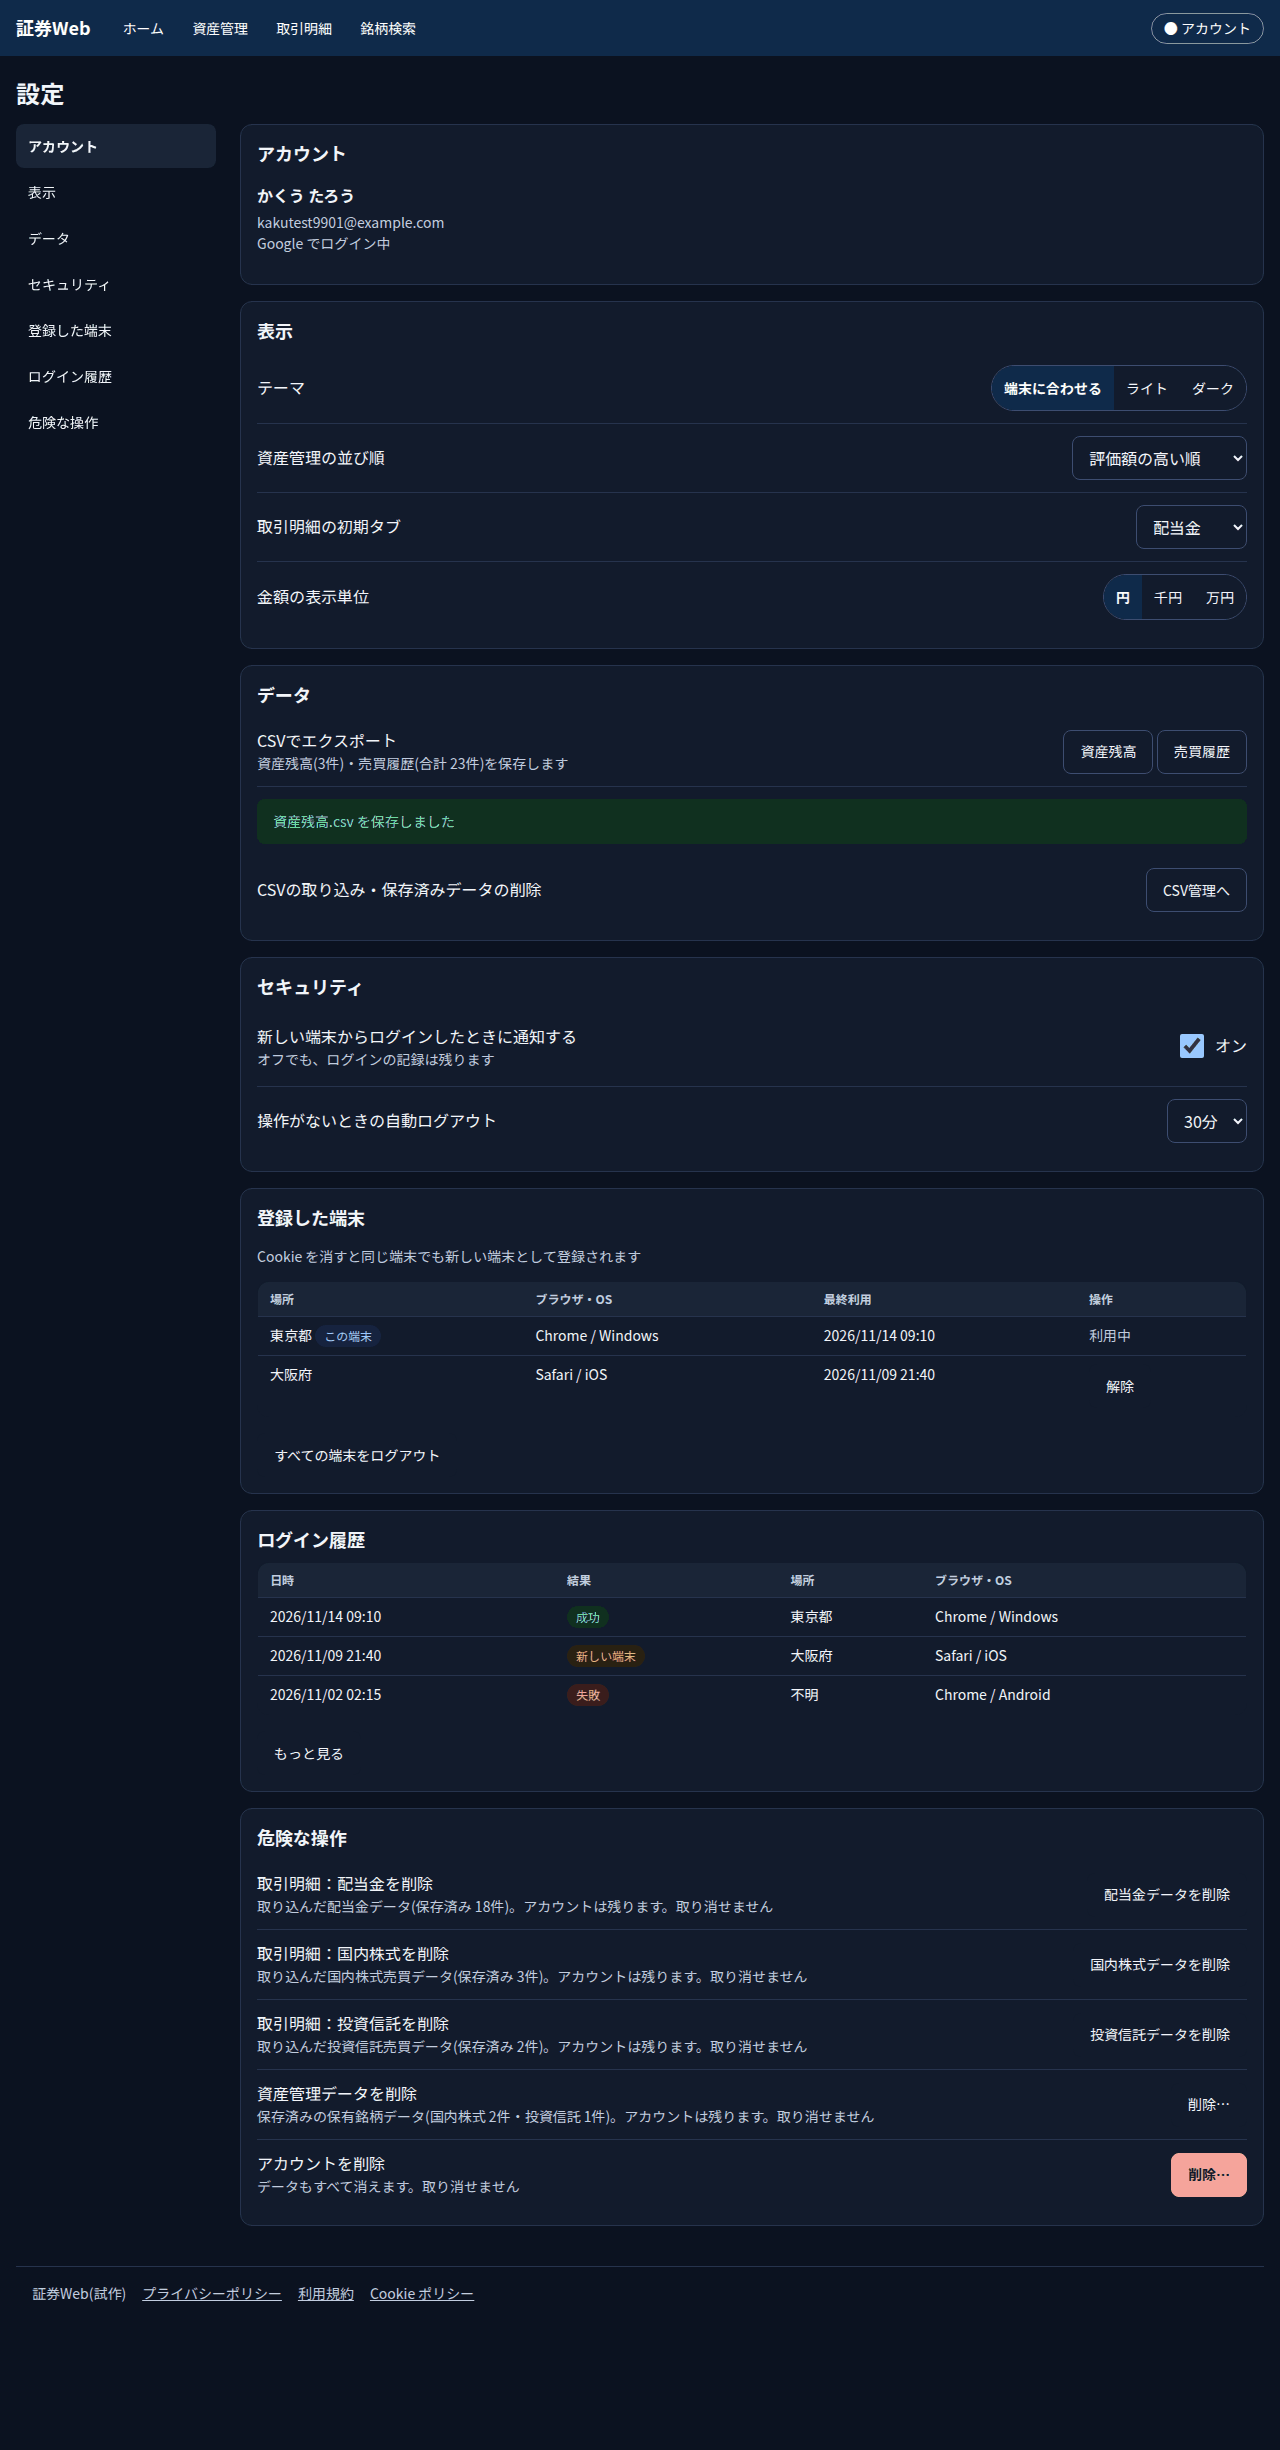 証券Web ホーム 資産管理 取引明細 銘柄検索 アカウント
設定
アカウント
表示
データ
セキュリティ
登録した端末
ログイン履歴
危険な操作
アカウント
かくう たろう
kakutest9901@example.com
Google でログイン中
表示
テーマ 端末に合わせる ライト ダーク
資産管理の並び順 評価額の高い順
取引明細の初期タブ 配当金
金額の表示単位 円 千円 万円
データ
CSVでエクスポート
資産残高(3件)・売買履歴(合計 23件)を保存します
資産残高 売買履歴
資産残高.csv を保存しました
CSVの取り込み・保存済みデータの削除 CSV管理へ
セキュリティ
新しい端末からログインしたときに通知する
オフでも、ログインの記録は残ります
オン
操作がないときの自動ログアウト 30分
登録した端末
Cookie を消すと同じ端末でも新しい端末として登録されます
場所 ブラウザ・OS 最終利用 操作
東京都 この端末 Chrome / Windows 2026/11/14 09:10 利用中
大阪府 Safari / iOS 2026/11/09 21:40 解除
すべての端末をログアウト
ログイン履歴
日時 結果 場所 ブラウザ・OS
2026/11/14 09:10 成功 東京都 Chrome / Windows
2026/11/09 21:40 新しい端末 大阪府 Safari / iOS
2026/11/02 02:15 失敗 不明 Chrome / Android
もっと見る
危険な操作
取引明細：配当金を削除
取り込んだ配当金データ(保存済み 18件)。アカウントは残ります。取り消せません
配当金データを削除
取引明細：国内株式を削除
取り込んだ国内株式売買データ(保存済み 3件)。アカウントは残ります。取り消せません
国内株式データを削除
取引明細：投資信託を削除
取り込んだ投資信託売買データ(保存済み 2件)。アカウントは残ります。取り消せません
投資信託データを削除
資産管理データを削除
保存済みの保有銘柄データ(国内株式 2件・投資信託 1件)。アカウントは残ります。取り消せません
削除…
アカウントを削除
データもすべて消えます。取り消せません
削除…
証券Web(試作) プライバシーポリシー 利用規約 Cookie ポリシー